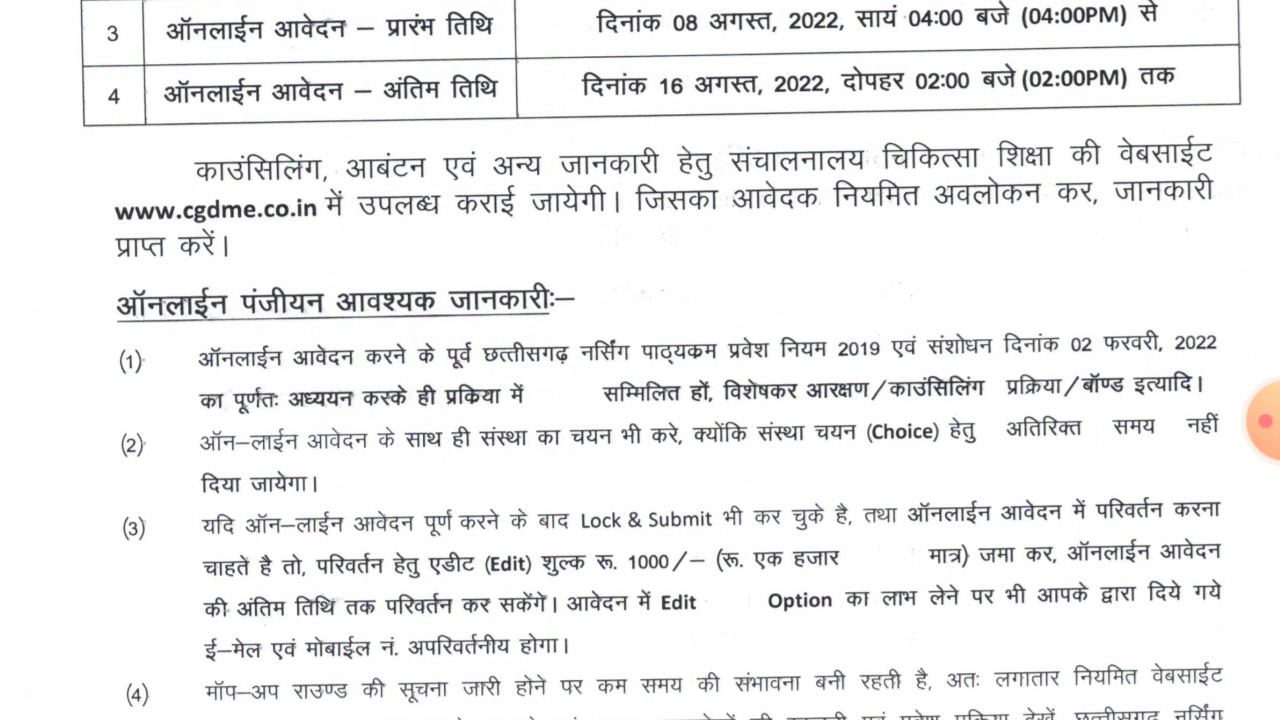 3 ऑनलाईन आवेदन – प्रारंभ तिथि दिनांक 08 अगस्त, 2022, सायं 04:00 बजे (04:00PM) से
4 ऑनलाईन आवेदन – अंतिम तिथि दिनांक 16 अगस्त, 2022, दोपहर 02:00 बजे (02:00PM) तक
काउंसिलिंग, आबंटन एवं अन्य जानकारी हेतु संचालनालय चिकित्सा शिक्षा की वेबसाईट
www.cgdme.co.in में उपलब्ध कराई जायेगी। जिसका आवेदक नियमित अवलोकन कर, जानकारी
प्राप्त करें।
ऑनलाईन पंजीयन आवश्यक जानकारीः–
(1) ऑनलाईन आवेदन करने के पूर्व छत्तीसगढ़ नर्सिंग पाठ्यकम प्रवेश नियम 2019 एवं संशोधन दिनांक 02 फरवरी, 2022
का पूर्णतः अध्ययन करके ही प्रकिया में सम्मिलित हों, विशेषकर आरक्षण/काउंसिलिंग प्रक्रिया/बॉण्ड इत्यादि।
(2) ऑन–लाईन आवेदन के साथ ही संस्था का चयन भी करे, क्योंकि संस्था चयन (Choice) हेतु अतिरिक्त समय नहीं
दिया जायेगा।
(3) यदि ऑन–लाईन आवेदन पूर्ण करने के बाद Lock & Submit भी कर चुके है, तथा ऑनलाईन आवेदन में परिवर्तन करना
चाहतें है तो, परिवर्तन हेतु एडीट (Edit) शुल्क रू. 1000/– (रू. एक हजार मात्र) जमा कर, ऑनलाईन आवेदन
की अंतिम तिथि तक परिवर्तन कर सकेंगे। आवेदन में Edit Option का लाभ लेने पर भी आपके द्वारा दिये गये
ई–मेल एवं मोबाईल नं. अपरिवर्तनीय होगा।
(4) मॉप–अप राउण्ड की सूचना जारी होने पर कम समय की संभावना बनी रहती है, अतः लगातार नियमित वेबसाईट